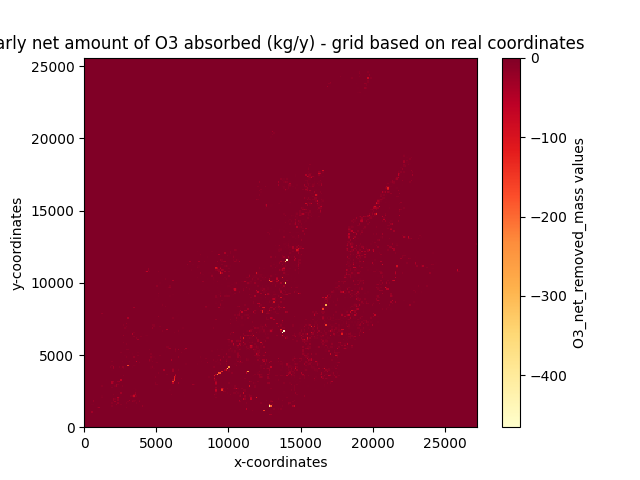 arly net amount of O3 absorbed (kg/y) - grid based on real coordinates
25000
20000
15000
10000
5000
0
y-coordinates
0 5000 10000 15000 20000 25000
x-coordinates
0
−100
−200
−300
−400
O3_net_removed_mass values